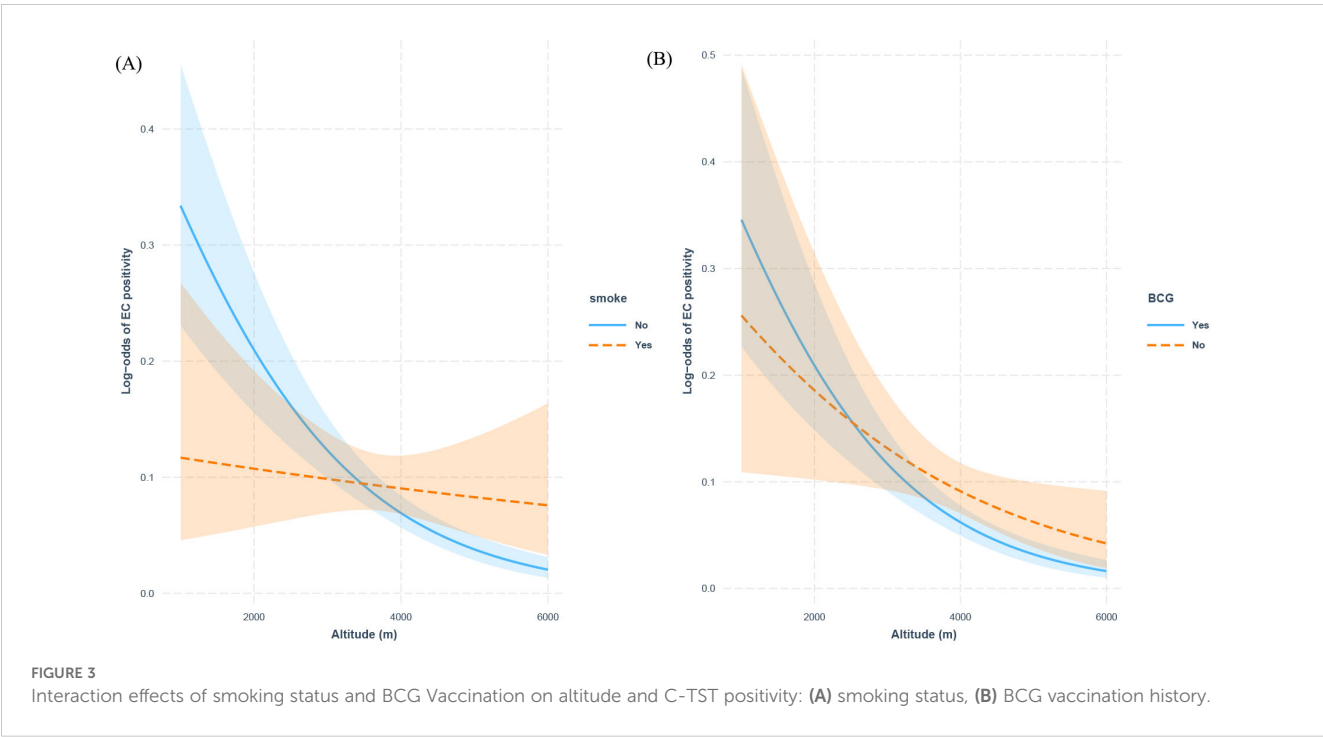 (A)
0.4
0.3
0.2
0.1
0.0
Log−odds of EC positivity
2000
4000
6000
Altitude (m)
smoke
No
Yes
(B)
0.5
0.4
0.3
0.2
0.1
0.0
Log−odds of EC positivity
2000
4000
6000
Altitude (m)
BCG
Yes
No
FIGURE 3
Interaction effects of smoking status and BCG Vaccination on altitude and C-TST positivity: (A) smoking status, (B) BCG vaccination history.